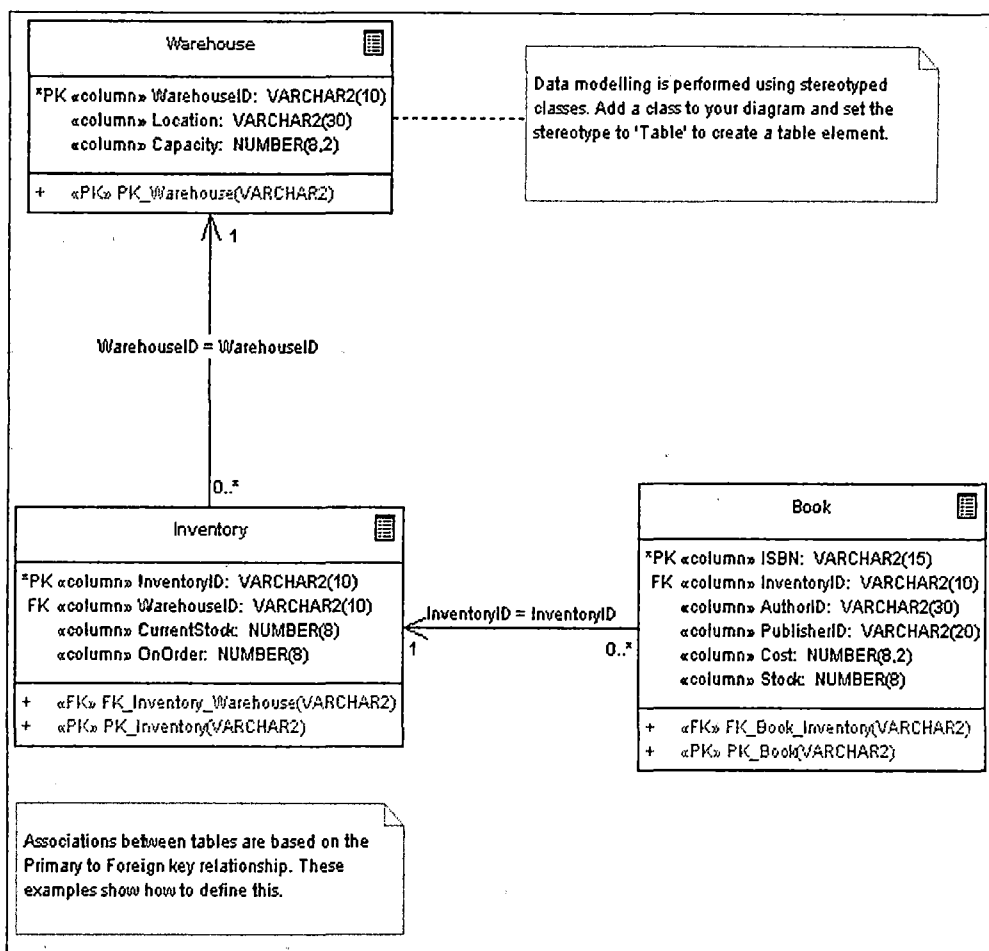 Warehouse
*PK «column» WarehouseID: VARCHAR2(10)
«column» Location: VARCHAR2(30)
«column» Capacity: NUMBER(8,2)
+ «PK» PK_Warehouse(VARCHAR2)
Data modelling is performed using stereotyped
classes. Add a class to your diagram and set the
stereotype to 'Table' to create a table element.
1
WarehouseID = WarehouseID
0..*
Inventory
*PK «column» InventoryID: VARCHAR2(10)
FK «column» WarehouseID: VARCHAR2(10)
«column» CurrentStock: NUMBER(8)
«column» OnOrder: NUMBER(8)
+ «FK» FK_Inventory_Warehouse(VARCHAR2)
+ «PK» PK_Inventory(VARCHAR2)
InventoryID = InventoryID
1
0..*
Book
*PK «column» ISBN: VARCHAR2(15)
FK «column» InventoryID: VARCHAR2(10)
«column» AuthorID: VARCHAR2(30)
«column» PublisherID: VARCHAR2(20)
«column» Cost: NUMBER(8,2)
«column» Stock: NUMBER(8)
+ «FK» FK_Book_Inventory(VARCHAR2)
+ «PK» PK_Book(VARCHAR2)
Associations between tables are based on the
Primary to Foreign key relationship. These
examples show how to define this.